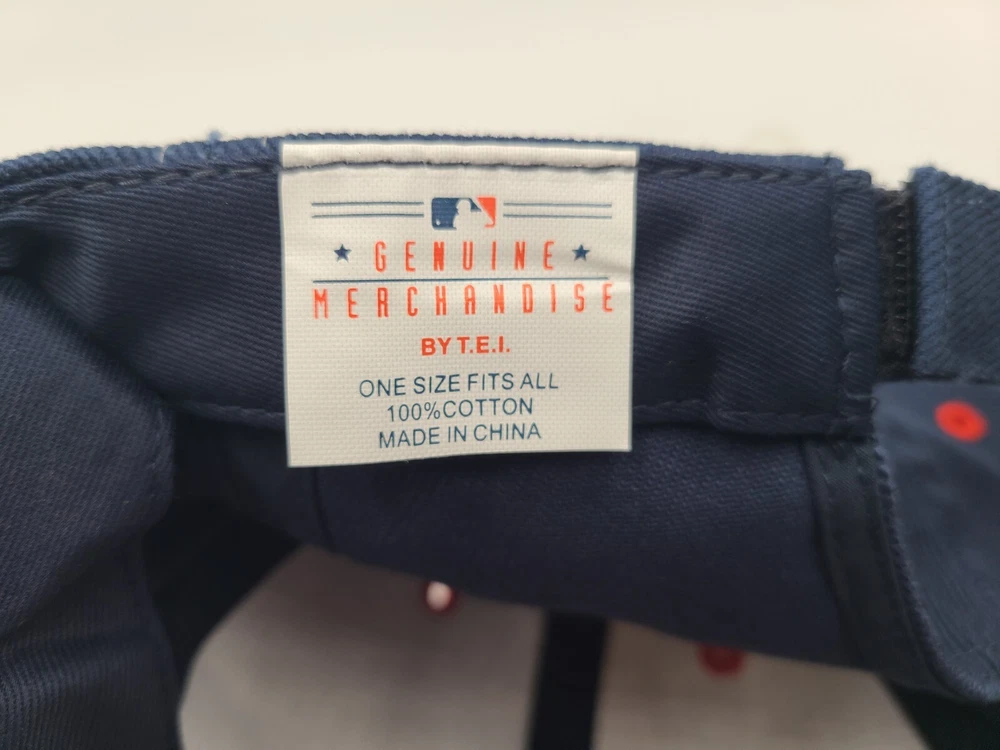 GENUINE
MERCHANDISE
BY T.E.I.
ONE SIZE FITS ALL
100%COTTON
MADE IN CHINA